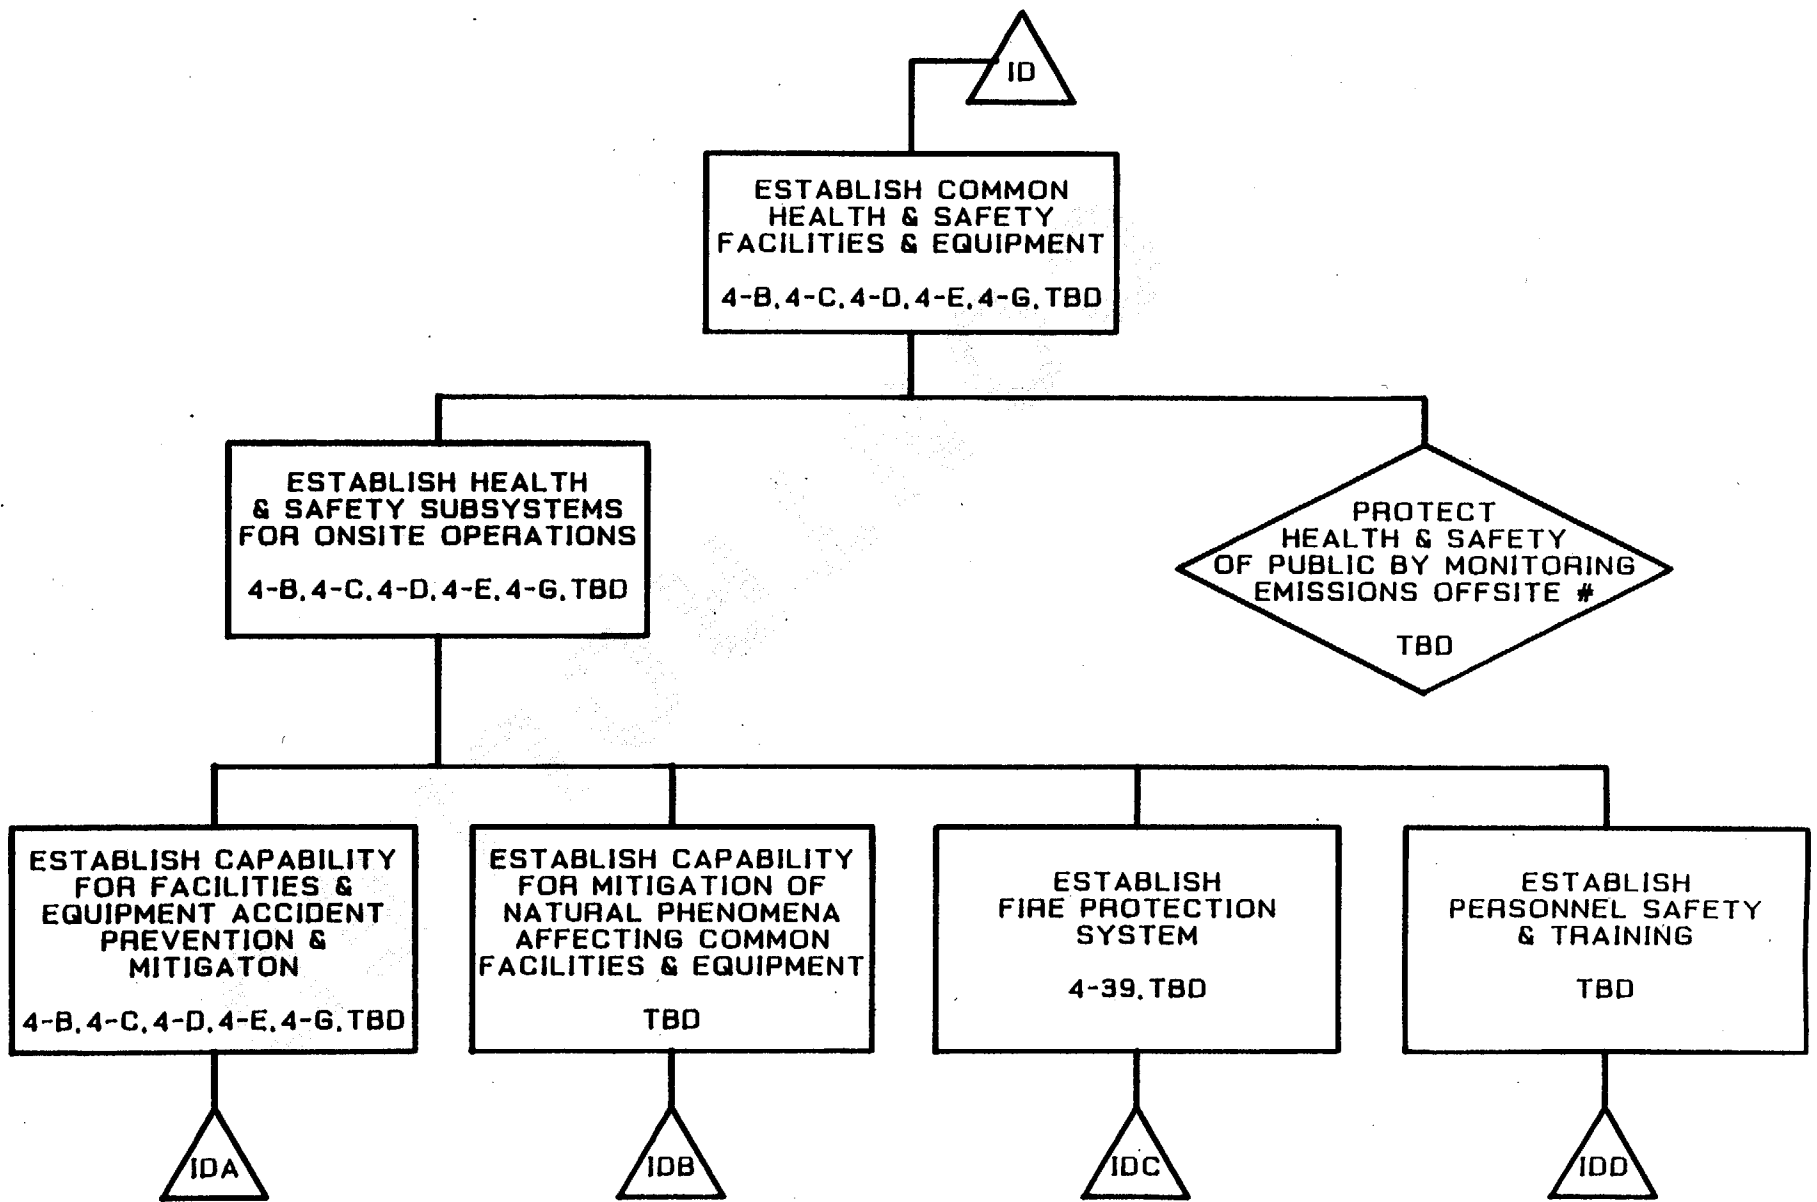 ID
ESTABLISH COMMON
HEALTH & SAFETY
FACILITIES & EQUIPMENT
4-B, 4-C, 4-D, 4-E, 4-G, TBD
ESTABLISH HEALTH
& SAFETY SUBSYSTEMS
FOR ONSITE OPERATIONS
4-B, 4-C, 4-D, 4-E, 4-G, TBD
PROTECT
HEALTH & SAFETY
OF PUBLIC BY MONITORING
EMISSIONS OFFSITE #
TBD
ESTABLISH CAPABILITY
FOR FACILITIES &
EQUIPMENT ACCIDENT
PREVENTION &
MITIGATON
4-B, 4-C, 4-D, 4-E, 4-G, TBD
ESTABLISH CAPABILITY
FOR MITIGATION OF
NATURAL PHENOMENA
AFFECTING COMMON
FACILITIES & EQUIPMENT
TBD
ESTABLISH
FIRE PROTECTION
SYSTEM
4-39, TBD
ESTABLISH
PERSONNEL SAFETY
& TRAINING
TBD
IDA
IDB
IDC
IDD